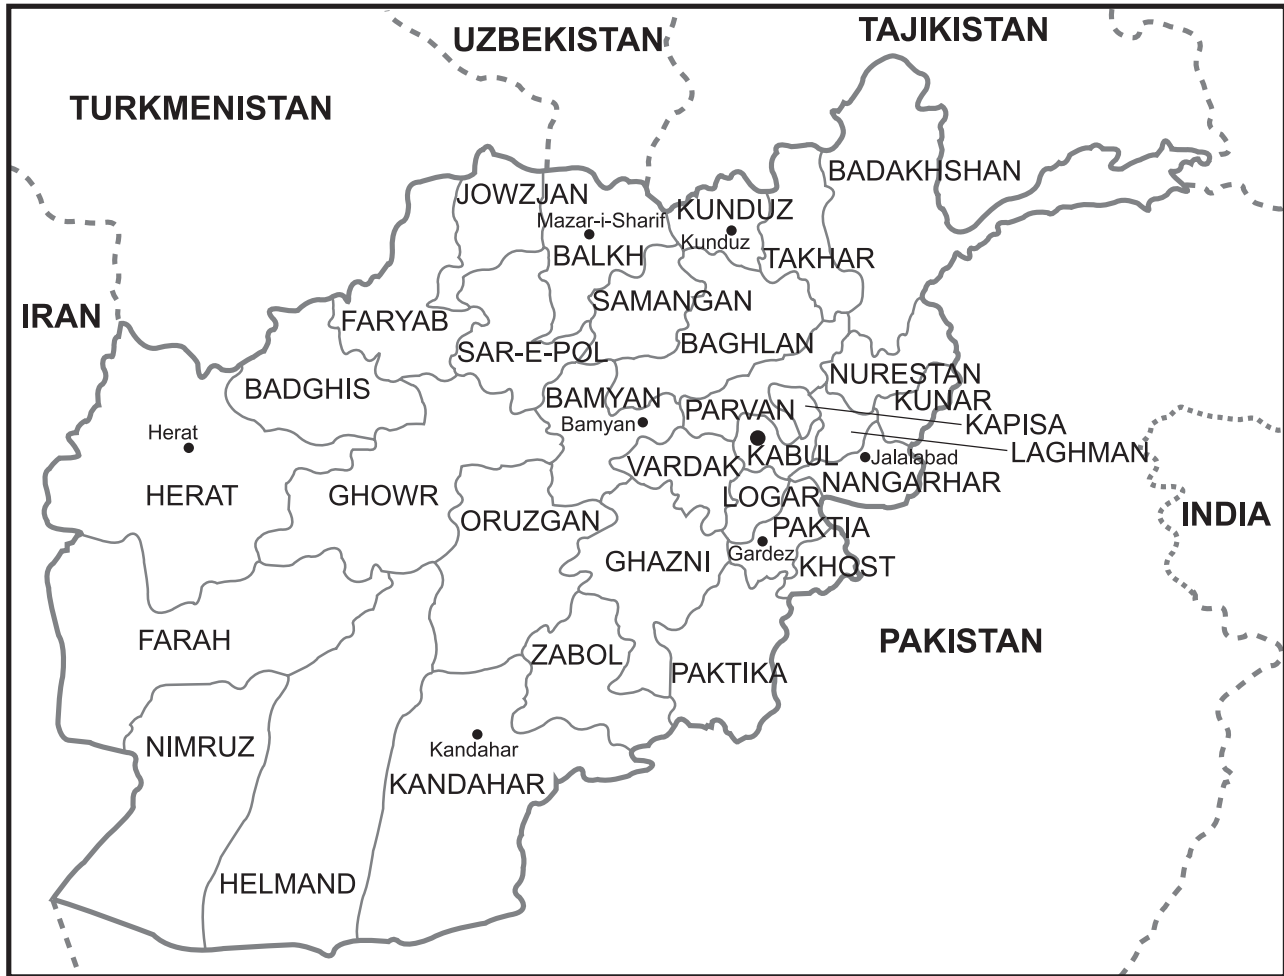 TAJIKISTAN
UZBEKISTAN
TURKMENISTAN
BADAKHSHAN
JOWZJAN
KUNDUZ
Mazar-i-Sharif
Kunduz
BALKH
TAKHAR
SAMANGAN
IRAN
FARYAB
BAGHLAN
SAR-E-POL
NURESTAN
BADGHIS
BAMYAN
KUNAR
PARVAN
Bamyan
KAPISA
Herat
LAGHMAN
KABUL
Jalalabad
VARDAK
NANGARHAR
HERAT
GHOWR
LOGAR
INDIA
ORUZGAN
PAKTIA
Gardez
GHAZNI
KHOST
FARAH
PAKISTAN
ZABOL
PAKTIKA
NIMRUZ
Kandahar
KANDAHAR
HELMAND